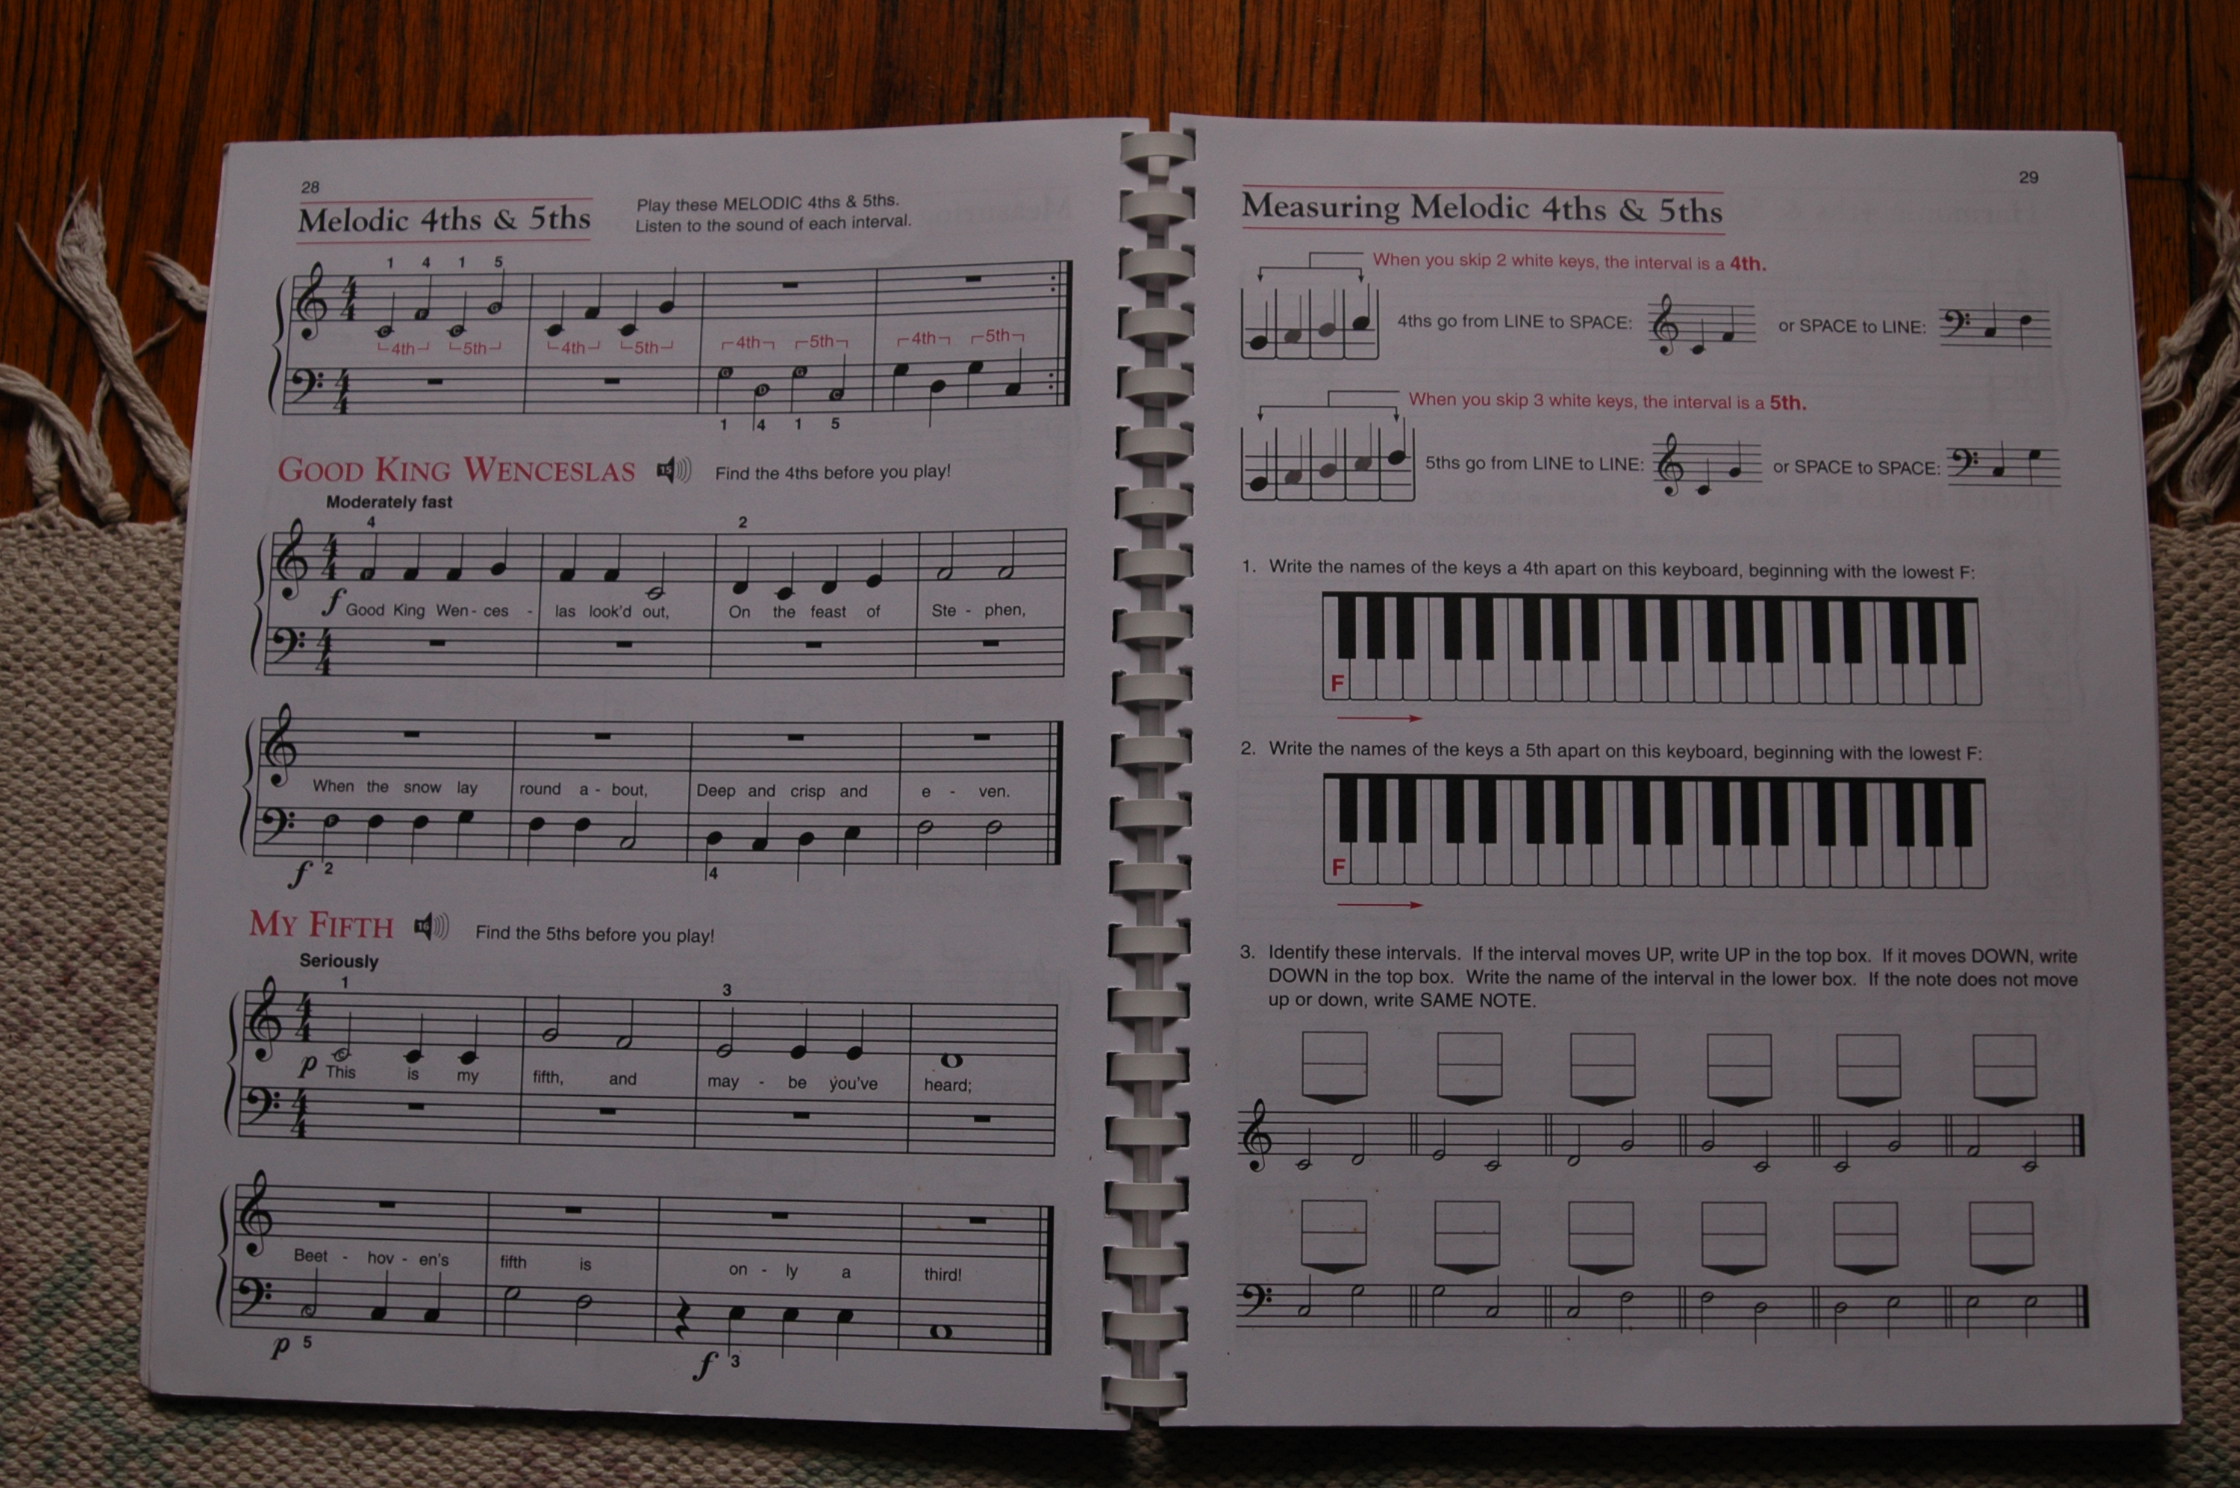 28
Melodic 4ths & 5ths
Play these MELODIC 4ths & 5ths.
Listen to the sound of each interval.
1 4 1 5
4th 5th 4th 5th
4th 5th 4th 5th
1 4 1 5
GOOD KING WENCESLAS Find the 4ths before you play!
Moderately fast
4 2
f
Good King Wen - ces - las look'd out, On the feast of Ste - phen,
When the snow lay round a - bout, Deep and crisp and e - ven.
f 2 4
MY FIFTH Find the 5ths before you play!
Seriously
1 3
p
This is my fifth, and may - be you've heard;
Beet - hov - en's fifth is on - ly a third!
p 5 f 3
29
Measuring Melodic 4ths & 5ths
When you skip 2 white keys, the interval is a 4th.
4ths go from LINE to SPACE: or SPACE to LINE:
When you skip 3 white keys, the interval is a 5th.
5ths go from LINE to LINE: or SPACE to SPACE:
1. Write the names of the keys a 4th apart on this keyboard, beginning with the lowest F:
F
2. Write the names of the keys a 5th apart on this keyboard, beginning with the lowest F:
F
3. Identify these intervals. If the interval moves UP, write UP in the top box. If it moves DOWN, write
DOWN in the top box. Write the name of the interval in the lower box. If the note does not move
up or down, write SAME NOTE.